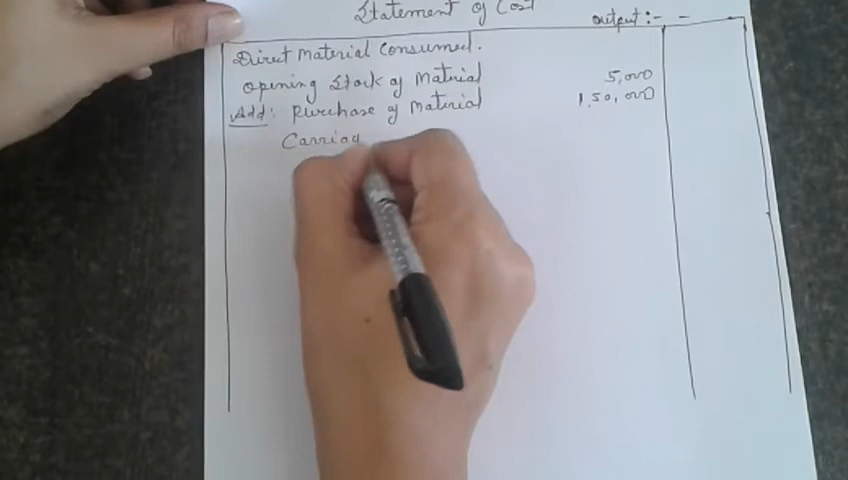 Statement of Cost
output:- -
Direct Material Consumed.
Opening Stock of Material 5,000
Add: Purchase of Material 1,50,000
Carriag